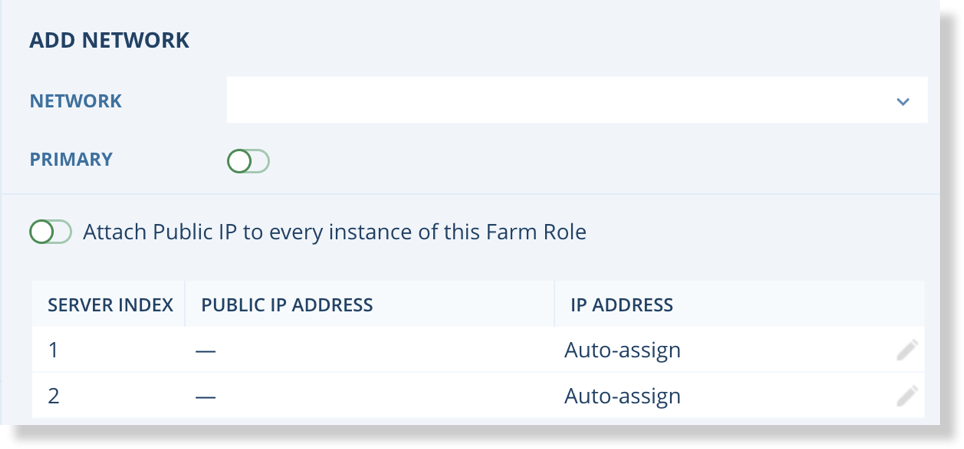 ADD NETWORK
NETWORK
PRIMARY
Attach Public IP to every instance of this Farm Role
SERVER INDEX PUBLIC IP ADDRESS IP ADDRESS
1 — Auto-assign
2 — Auto-assign